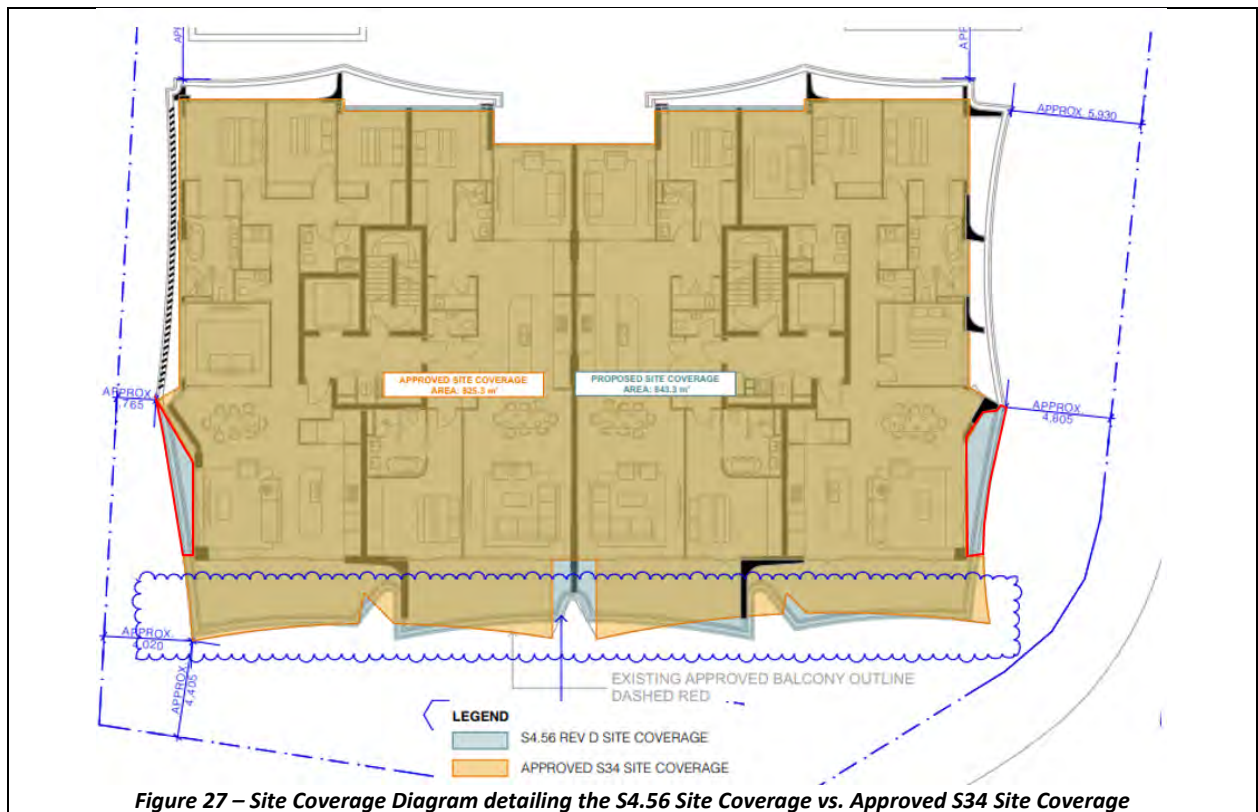 AP
AP
APPROX 5,930
APPROVED SITE COVERAGE
AREA: 825.3 m²
PROPOSED SITE COVERAGE
AREA: 843.3 m²
APPROX
,765
APPROX
4,605
APPROX
4,020
APPROX
4,405
EXISTING APPROVED BALCONY OUTLINE
DASHED RED
LEGEND
S4.56 REV D SITE COVERAGE
APPROVED S34 SITE COVERAGE
Figure 27 – Site Coverage Diagram detailing the S4.56 Site Coverage vs. Approved S34 Site Coverage